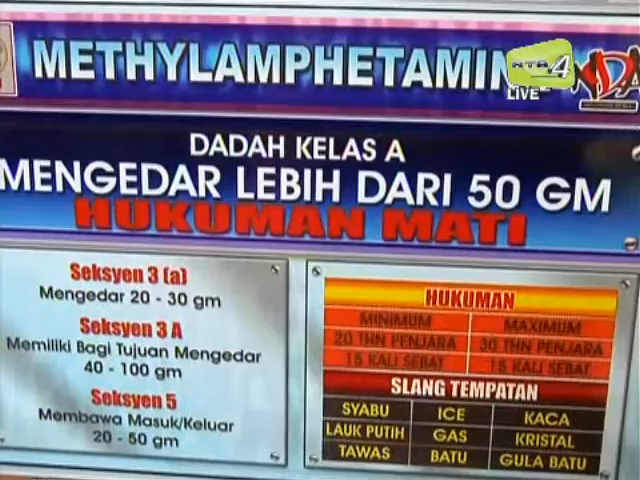 METHYLAMPHETAMIN
NTB 4
LIVE
NDA
DADAH KELAS A
MENGEDAR LEBIH DARI 50 GM
HUKUMAN MATI
Seksyen 3 (a)
Mengedar 20 - 30 gm
Seksyen 3 A
Memiliki Bagi Tujuan Mengedar
40 - 100 gm
Seksyen 5
Membawa Masuk/Keluar
20 - 50 gm
HUKUMAN
MINIMUM MAXIMUM
20 THN PENJARA 30 THN PENJARA
15 KALI SEBAT 15 KALI SEBAT
SLANG TEMPATAN
SYABU ICE KACA
LAUK PUTIH GAS KRISTAL
TAWAS BATU GULA BATU